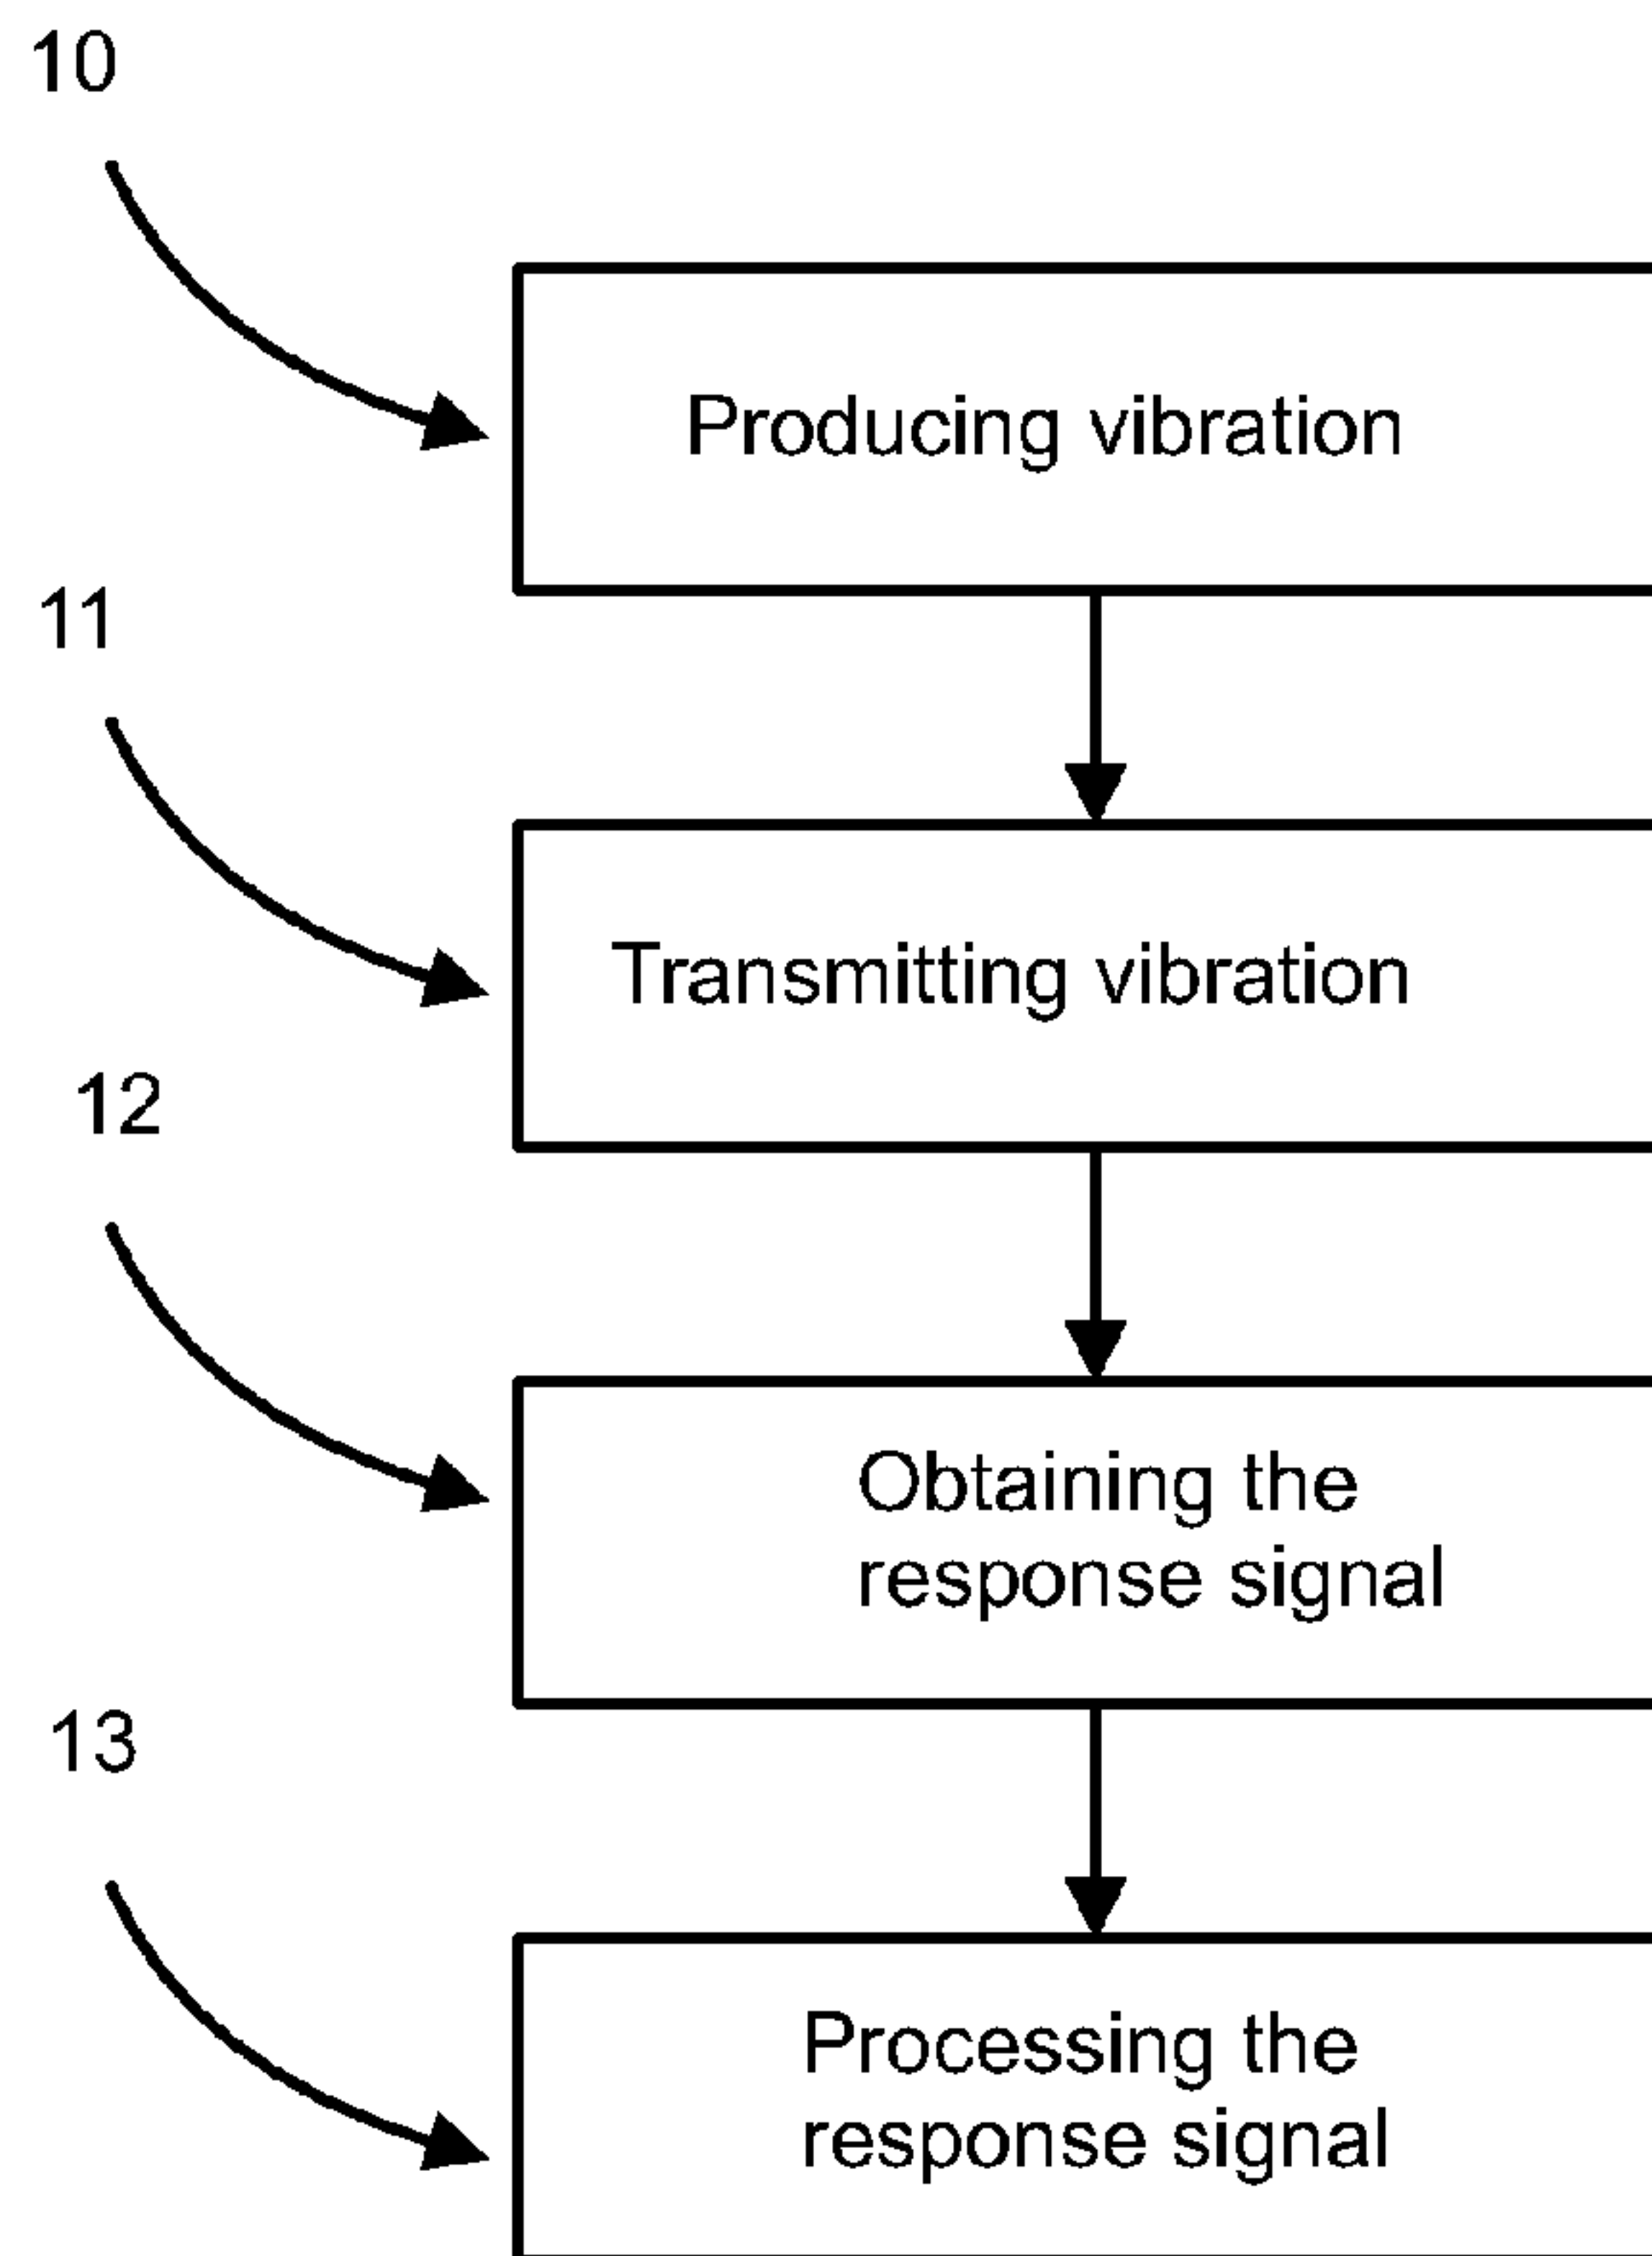 10
Producing vibration
11
Transmitting vibration
12
Obtaining the
response signal
13
Processing the
response signal